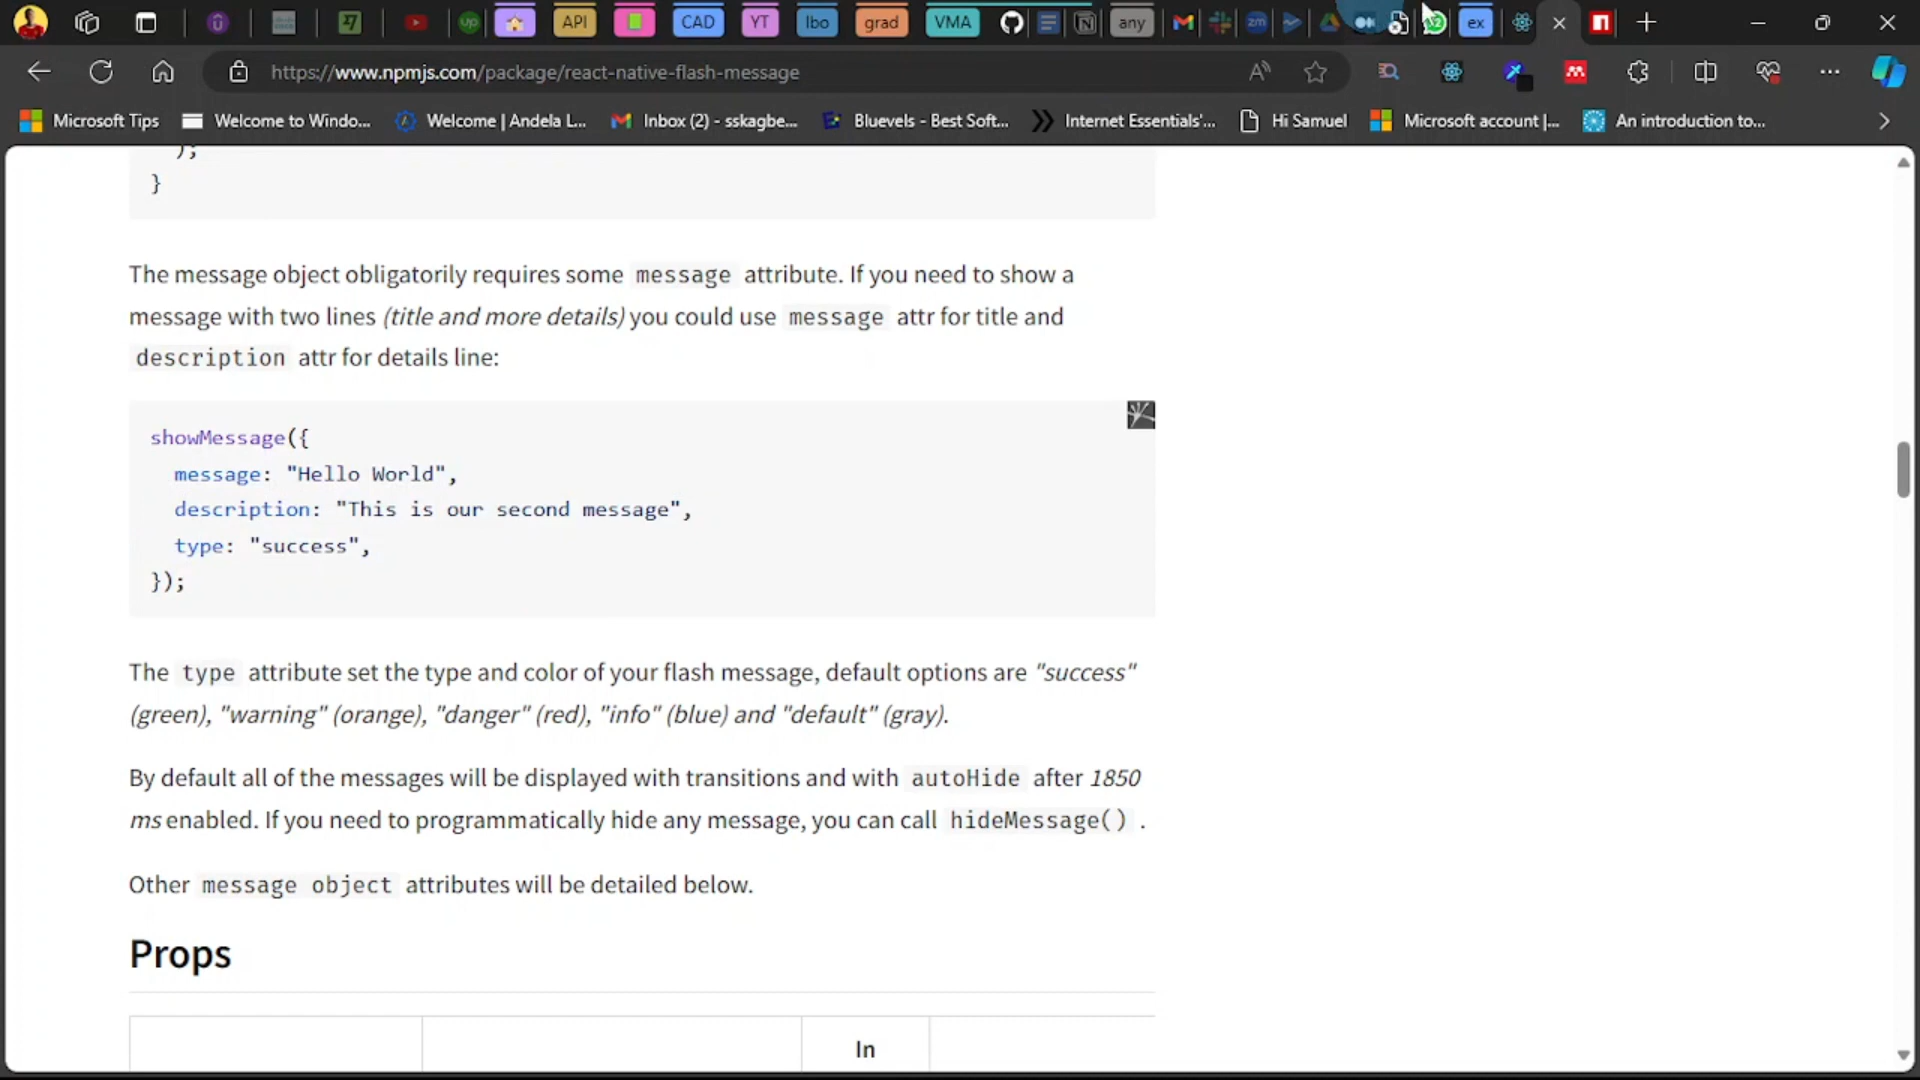 API
CAD
YT
lbo
grad
VMA
any
ex
https://www.npmjs.com/package/react-native-flash-message
Microsoft Tips
Welcome to Windo...
Welcome | Andela L...
Inbox (2) - sskagbe...
Bluevels - Best Soft...
Internet Essentials'...
Hi Samuel
Microsoft account |...
An introduction to...
);
}
The message object obligatorily requires some message attribute. If you need to show a
message with two lines (title and more details) you could use message attr for title and
description attr for details line:
showMessage({
message: "Hello World",
description: "This is our second message",
type: "success",
});
The type attribute set the type and color of your flash message, default options are "success"
(green), "warning" (orange), "danger" (red), "info" (blue) and "default" (gray).
By default all of the messages will be displayed with transitions and with autoHide after 1850
ms enabled. If you need to programmatically hide any message, you can call hideMessage() .
Other message object attributes will be detailed below.
Props
In